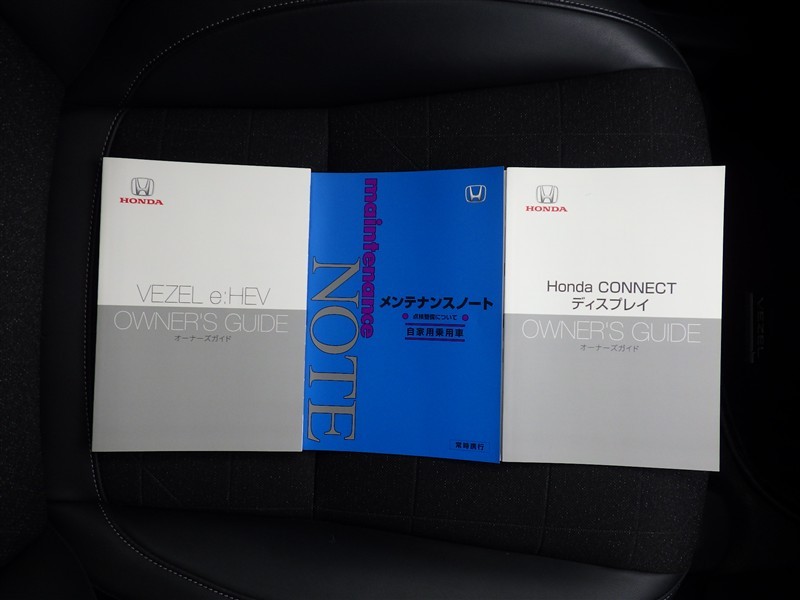 HONDA
VEZEL e:HEV
OWNER'S GUIDE
オーナーズガイド
maintenance
NOTE
メンテナンスノート
点検整備について
自家用乗用車
HONDA
Honda CONNECT
ディスプレイ
OWNER'S GUIDE
オーナーズガイド